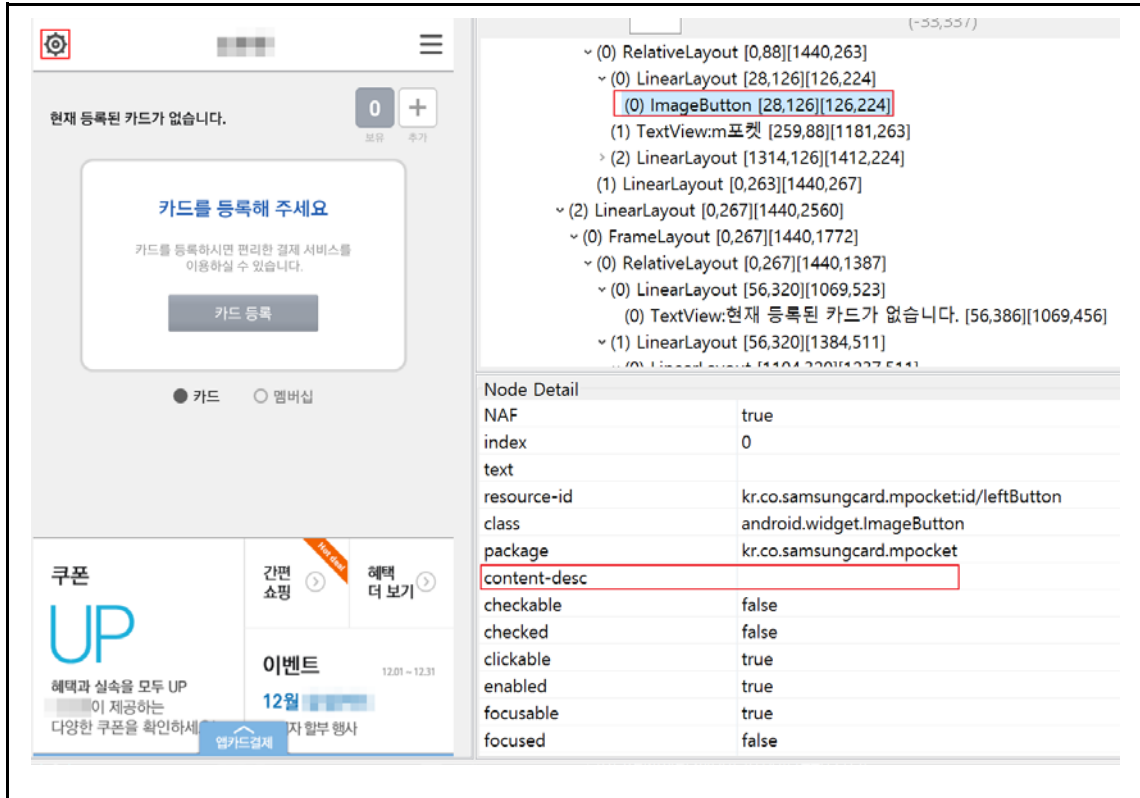 현재 등록된 카드가 없습니다.
0
보유
추가
카드를 등록해 주세요
카드를 등록하시면 편리한 결제 서비스를
이용하실 수 있습니다.
카드 등록
카드
멤버십
쿠폰
UP
혜택과 실속을 모두 UP
이 제공하는
다양한 쿠폰을 확인하세
간편
쇼핑
Hot deal
혜택
더 보기
이벤트
12.01 ~ 12.31
12월
자 할부 행사
앱카드결제
(-33,337)
(0) RelativeLayout [0,88][1440,263]
(0) LinearLayout [28,126][126,224]
(0) ImageButton [28,126][126,224]
(1) TextView:m포켓 [259,88][1181,263]
(2) LinearLayout [1314,126][1412,224]
(1) LinearLayout [0,263][1440,267]
(2) LinearLayout [0,267][1440,2560]
(0) FrameLayout [0,267][1440,1772]
(0) RelativeLayout [0,267][1440,1387]
(0) LinearLayout [56,320][1069,523]
(0) TextView:현재 등록된 카드가 없습니다. [56,386][1069,456]
(1) LinearLayout [56,320][1384,511]
Node Detail
NAF true
index 0
text
resource-id kr.co.samsungcard.mpocket:id/leftButton
class android.widget.ImageButton
package kr.co.samsungcard.mpocket
content-desc
checkable false
checked false
clickable true
enabled true
focusable true
focused false